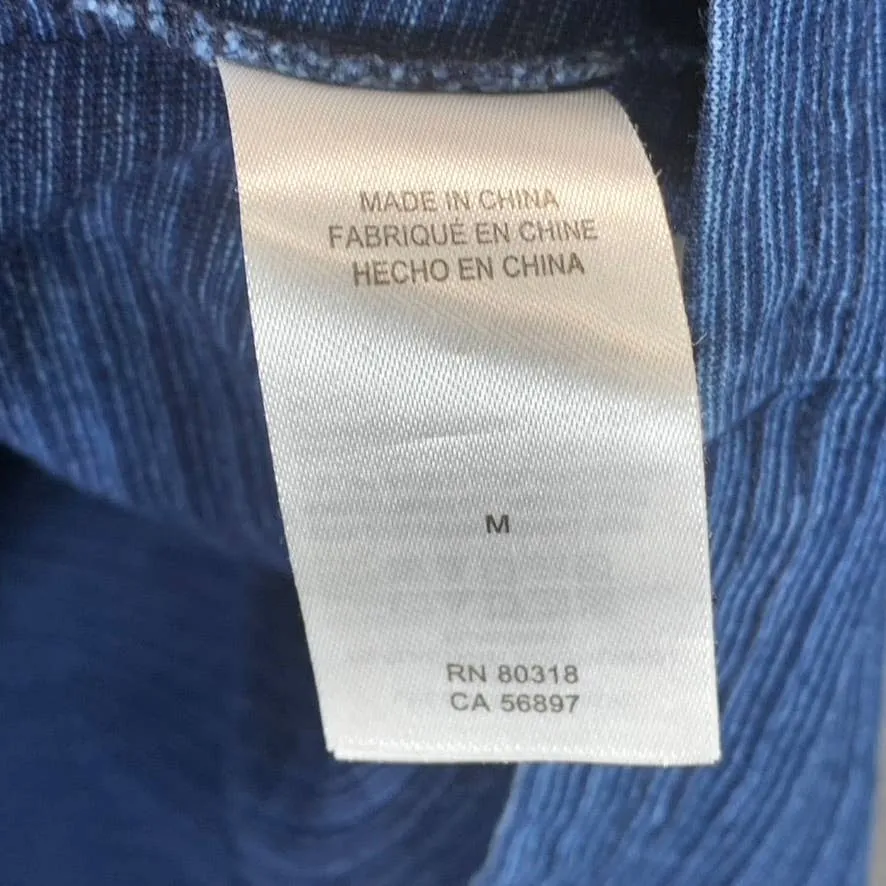 MADE IN CHINA
FABRIQUÉ EN CHINE
HECHO EN CHINA
M
RN 80318
CA 56897